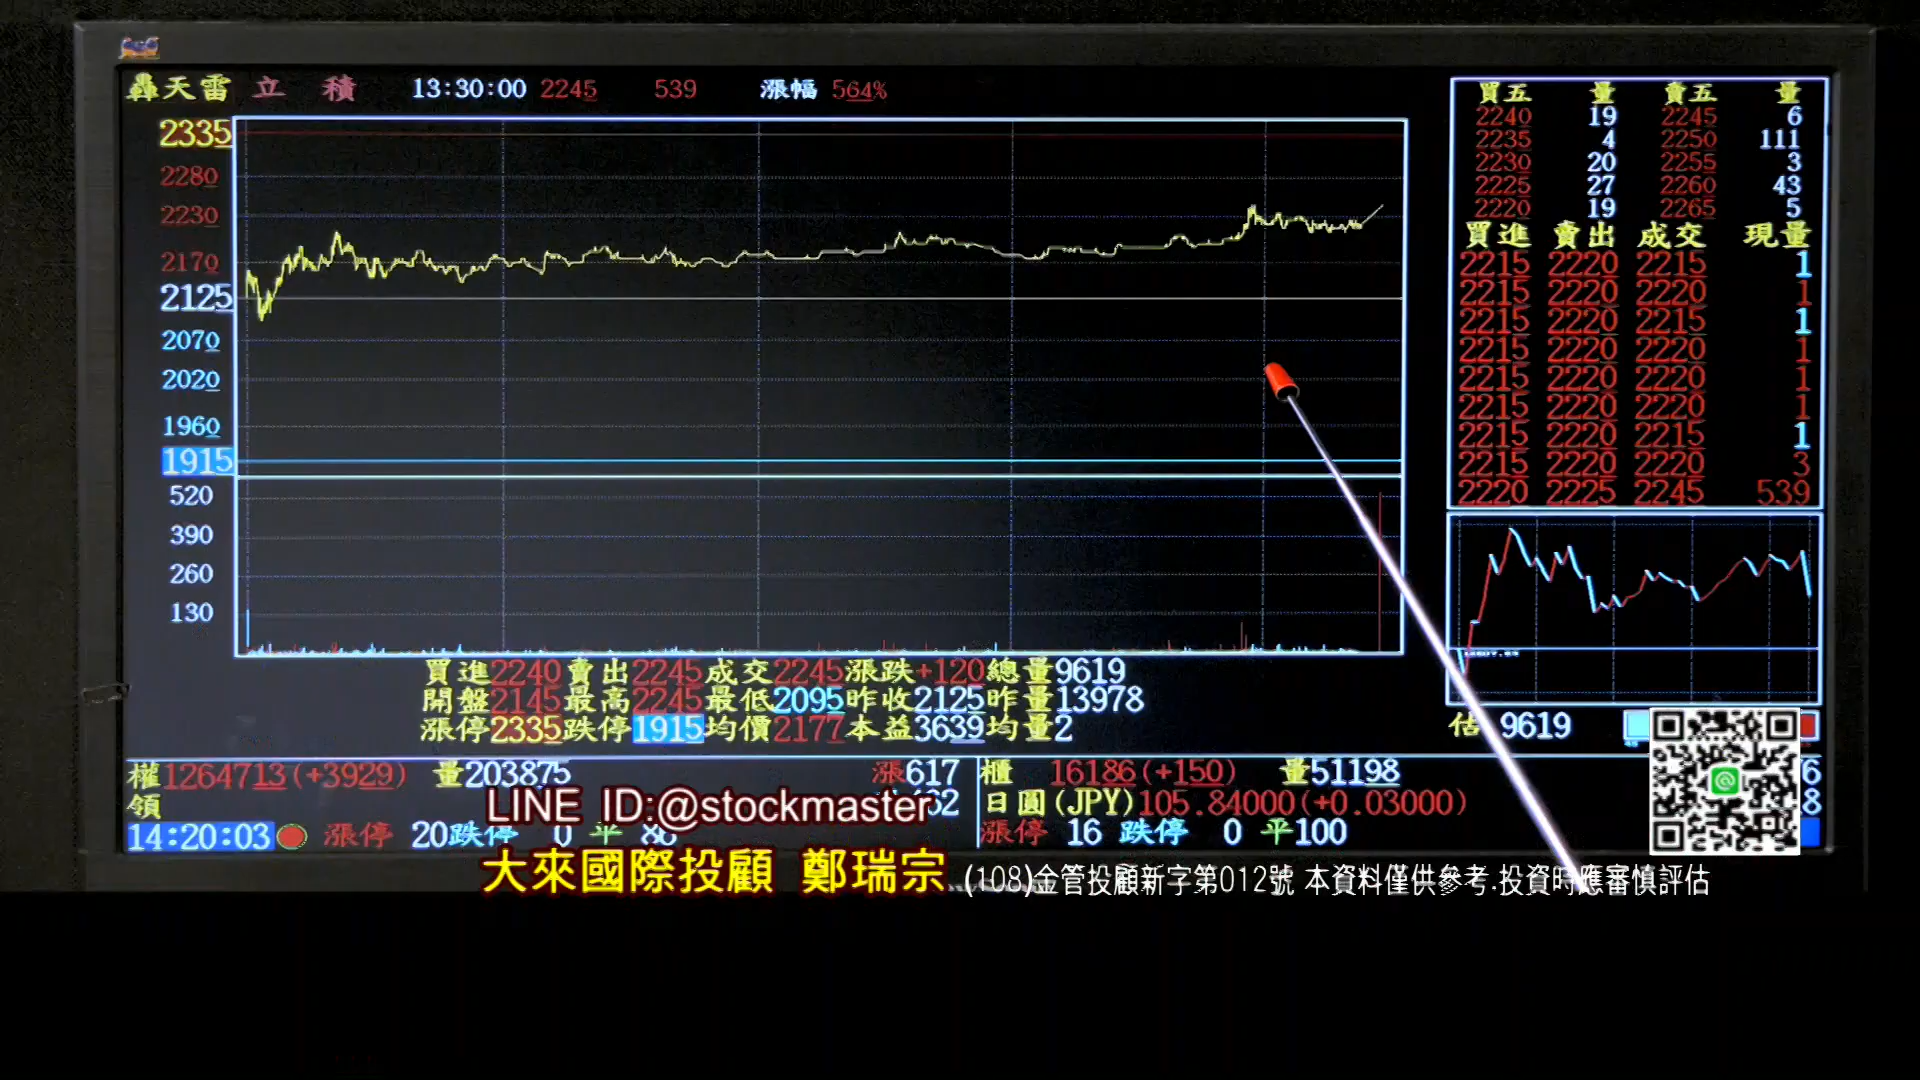 轟天雷 立 積 13:30:00 2245 539 漲幅 564%
2335
2280
2230
2170
2125
2070
2020
1960
1915
520
390
260
130
買五 量 賣五 量
2240 19 2245 6
2235 4 2250 111
2230 20 2255 3
2225 27 2260 43
2220 19 2265 5
買進 賣出 成交 現量
2215 2220 2215 1
2215 2220 2220 1
2215 2220 2215 1
2215 2220 2220 1
2215 2220 2220 1
2215 2220 2220 1
2215 2220 2215 1
2215 2220 2220 3
2220 2225 2245 539
買進2240賣出2245成交2245漲跌+120總量9619
開盤2145最高2245最低2095昨收2125昨量13978
漲停2335跌停1915均價2177本益3639均量2
估 9619
權1264713(+3929) 量203875 漲617
櫃 16186(+150) 量51198
領
日圓(JPY)105.84000(+0.03000)
14:20:03 漲停 20跌停 0 平 86
漲停 16 跌停 0 平100
LINE ID:@stockmaster
大來國際投顧 鄭瑞宗 (108)金管投顧新字第012號 本資料僅供參考.投資時應審慎評估